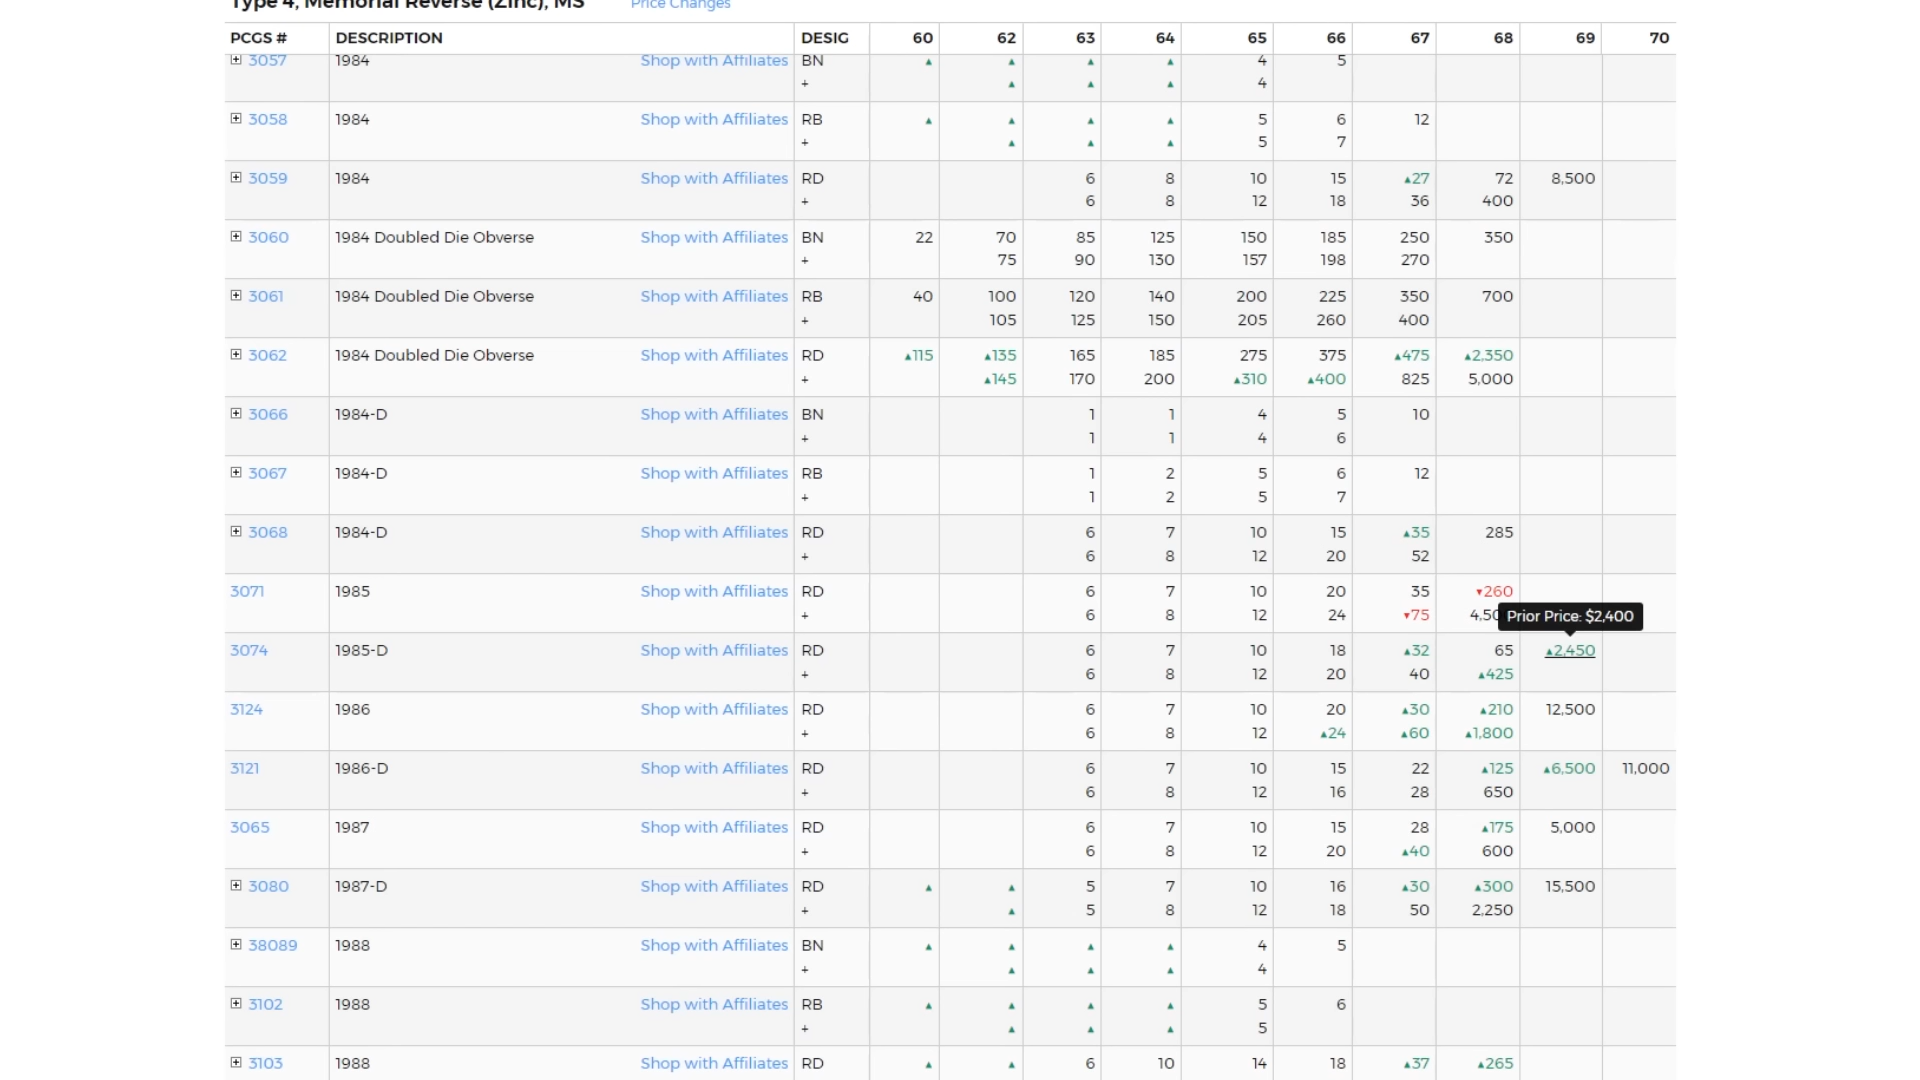 Type 4, Memorial Reverse (Zinc), MS Price Changes
PCGS # DESCRIPTION DESIG 60 62 63 64 65 66 67 68 69 70
3057 1984 Shop with Affiliates BN ▲ ▲ ▲ ▲ 4 5
+ ▲ ▲ ▲ 4
3058 1984 Shop with Affiliates RB ▲ ▲ ▲ ▲ 5 6 12
+ ▲ ▲ ▲ 5 7
3059 1984 Shop with Affiliates RD 6 8 10 15 ▲27 72 8,500
+ 6 8 12 18 36 400
3060 1984 Doubled Die Obverse Shop with Affiliates BN 22 70 85 125 150 185 250 350
+ 75 90 130 157 198 270
3061 1984 Doubled Die Obverse Shop with Affiliates RB 40 100 120 140 200 225 350 700
+ 105 125 150 205 260 400
3062 1984 Doubled Die Obverse Shop with Affiliates RD ▲115 ▲135 165 185 275 375 ▲475 ▲2,350
+ ▲145 170 200 ▲310 ▲400 825 5,000
3066 1984-D Shop with Affiliates BN 1 1 4 5 10
+ 1 1 4 6
3067 1984-D Shop with Affiliates RB 1 2 5 6 12
+ 1 2 5 7
3068 1984-D Shop with Affiliates RD 6 7 10 15 ▲35 285
+ 6 8 12 20 52
3071 1985 Shop with Affiliates RD 6 7 10 20 35 ▼260
+ 6 8 12 24 ▼75 4,50 Prior Price: $2,400
3074 1985-D Shop with Affiliates RD 6 7 10 18 ▲32 65 ▲2,450
+ 6 8 12 20 40 ▲425
3124 1986 Shop with Affiliates RD 6 7 10 20 ▲30 ▲210 12,500
+ 6 8 12 ▲24 ▲60 ▲1,800
3121 1986-D Shop with Affiliates RD 6 7 10 15 22 ▲125 ▲6,500 11,000
+ 6 8 12 16 28 650
3065 1987 Shop with Affiliates RD 6 7 10 15 28 ▲175 5,000
+ 6 8 12 20 ▲40 600
3080 1987-D Shop with Affiliates RD ▲ ▲ 5 7 10 16 ▲30 ▲300 15,500
+ ▲ 5 8 12 18 50 2,250
38089 1988 Shop with Affiliates BN ▲ ▲ ▲ ▲ 4 5
+ ▲ ▲ ▲ 4
3102 1988 Shop with Affiliates RB ▲ ▲ ▲ ▲ 5 6
+ ▲ ▲ ▲ 5
3103 1988 Shop with Affiliates RD ▲ ▲ 6 10 14 18 ▲37 ▲265